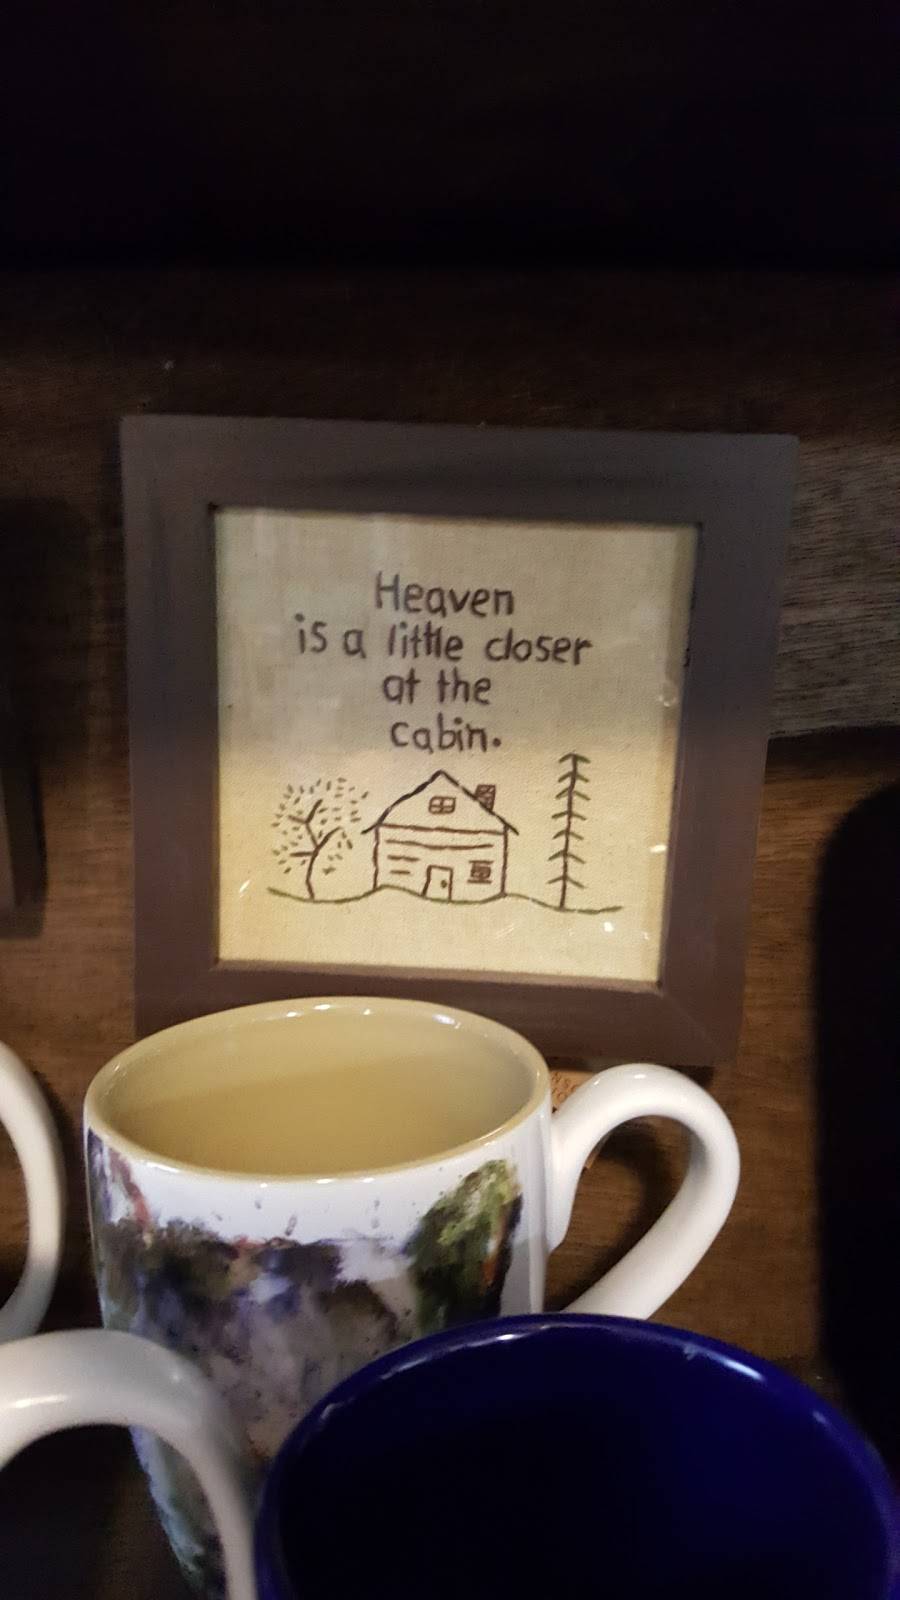 Heaven
is a little closer
at the
cabin.